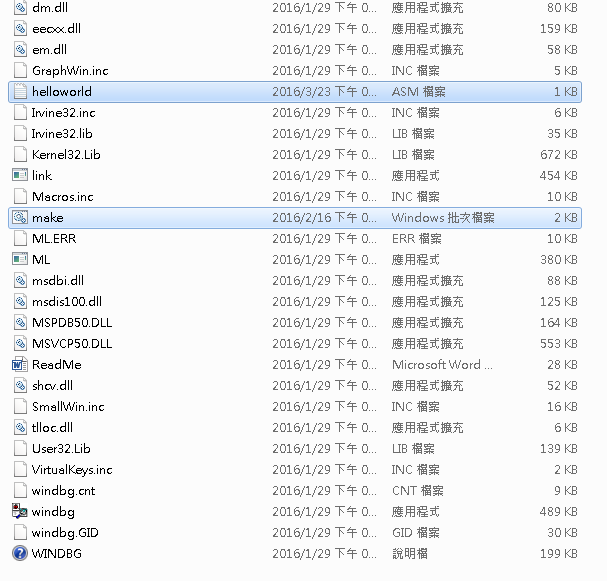 dm.dll 2016/1/29 下午 0... 應用程式擴充 80 KB
eecxx.dll 2016/1/29 下午 0... 應用程式擴充 159 KB
em.dll 2016/1/29 下午 0... 應用程式擴充 58 KB
GraphWin.inc 2016/1/29 下午 0... INC 檔案 5 KB
helloworld 2016/3/23 下午 0... ASM 檔案 1 KB
Irvine32.inc 2016/1/29 下午 0... INC 檔案 6 KB
Irvine32.lib 2016/1/29 下午 0... LIB 檔案 35 KB
Kernel32.Lib 2016/1/29 下午 0... LIB 檔案 672 KB
link 2016/1/29 下午 0... 應用程式 454 KB
Macros.inc 2016/1/29 下午 0... INC 檔案 10 KB
make 2016/2/16 下午 0... Windows 批次檔案 2 KB
ML.ERR 2016/1/29 下午 0... ERR 檔案 10 KB
ML 2016/1/29 下午 0... 應用程式 380 KB
msdbi.dll 2016/1/29 下午 0... 應用程式擴充 88 KB
msdis100.dll 2016/1/29 下午 0... 應用程式擴充 125 KB
MSPDB50.DLL 2016/1/29 下午 0... 應用程式擴充 164 KB
MSVCP50.DLL 2016/1/29 下午 0... 應用程式擴充 553 KB
ReadMe 2016/1/29 下午 0... Microsoft Word ... 28 KB
shcv.dll 2016/1/29 下午 0... 應用程式擴充 52 KB
SmallWin.inc 2016/1/29 下午 0... INC 檔案 16 KB
tlloc.dll 2016/1/29 下午 0... 應用程式擴充 6 KB
User32.Lib 2016/1/29 下午 0... LIB 檔案 139 KB
VirtualKeys.inc 2016/1/29 下午 0... INC 檔案 2 KB
windbg.cnt 2016/1/29 下午 0... CNT 檔案 9 KB
windbg 2016/1/29 下午 0... 應用程式 489 KB
windbg.GID 2016/1/29 下午 0... GID 檔案 30 KB
WINDBG 2016/1/29 下午 0... 說明檔 199 KB